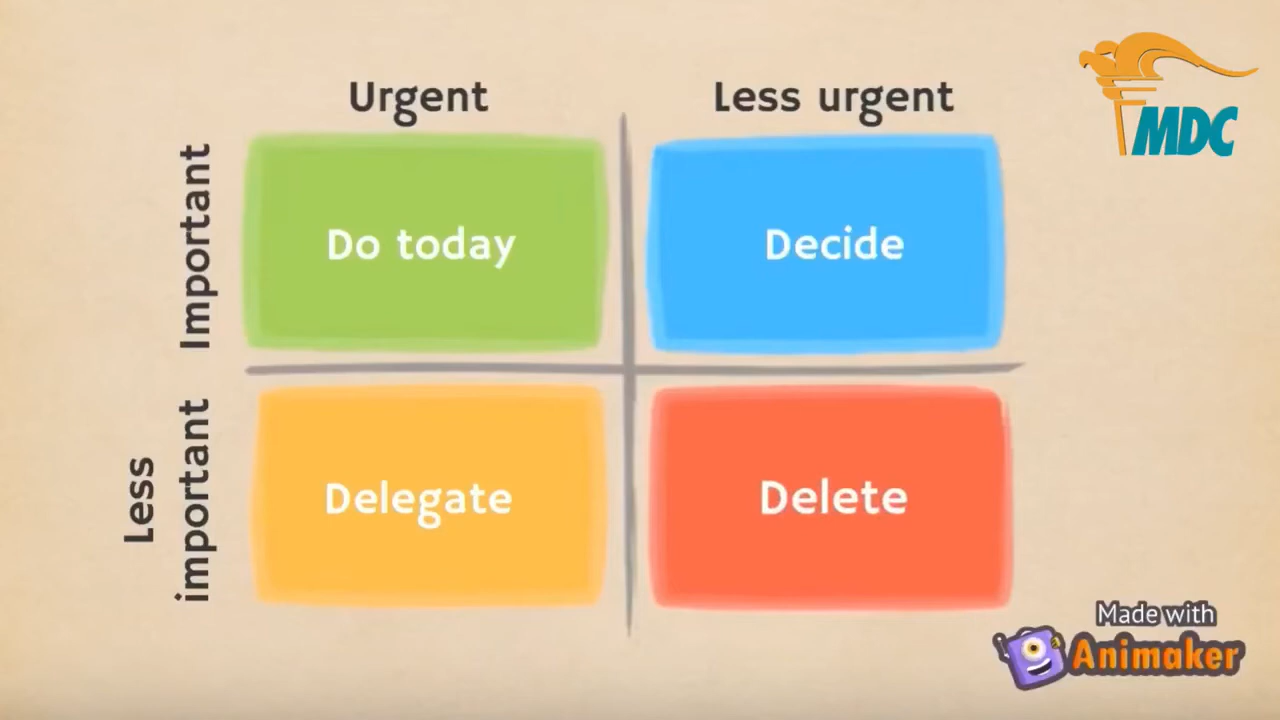 Urgent
Less urgent
MDC
Important
Do today
Decide
Less
important
Delegate
Delete
Made with
Animaker